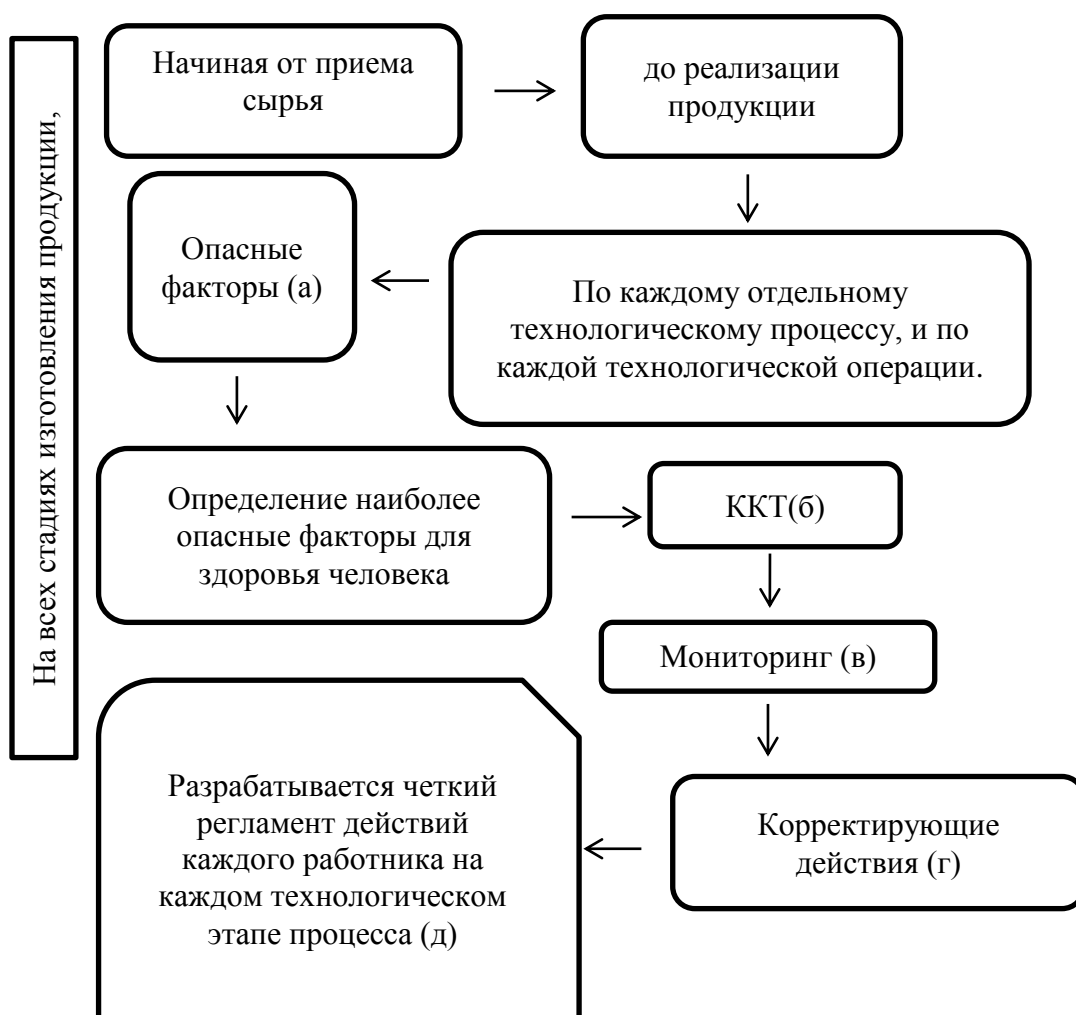 На всех стадиях изготовления продукции,
Начиная от приема
сырья
до реализации
продукции
Опасные
факторы (а)
По каждому отдельному
технологическому процессу, и по
каждой технологической операции.
Определение наиболее
опасные факторы для
здоровья человека
ККТ(б)
Мониторинг (в)
Разрабатывается четкий
регламент действий
каждого работника на
каждом технологическом
этапе процесса (д)
Корректирующие
действия (г)